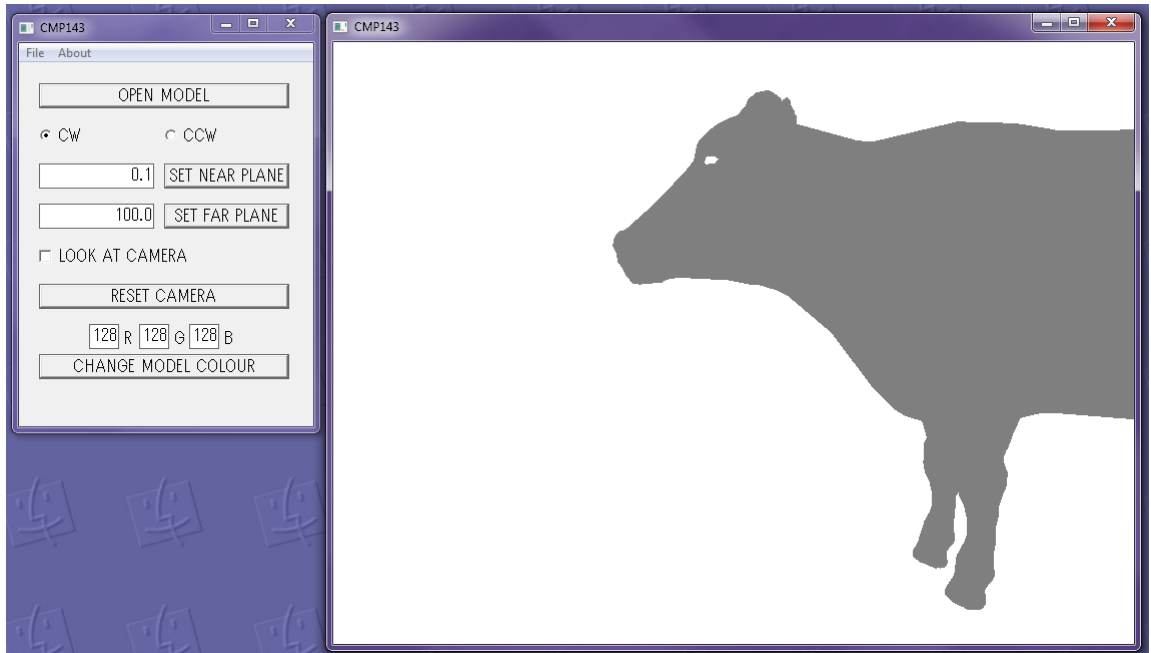 CMP143
File About
OPEN MODEL
CW CCW
0.1 SET NEAR PLANE
100.0 SET FAR PLANE
LOOK AT CAMERA
RESET CAMERA
128 R 128 G 128 B
CHANGE MODEL COLOUR
CMP143